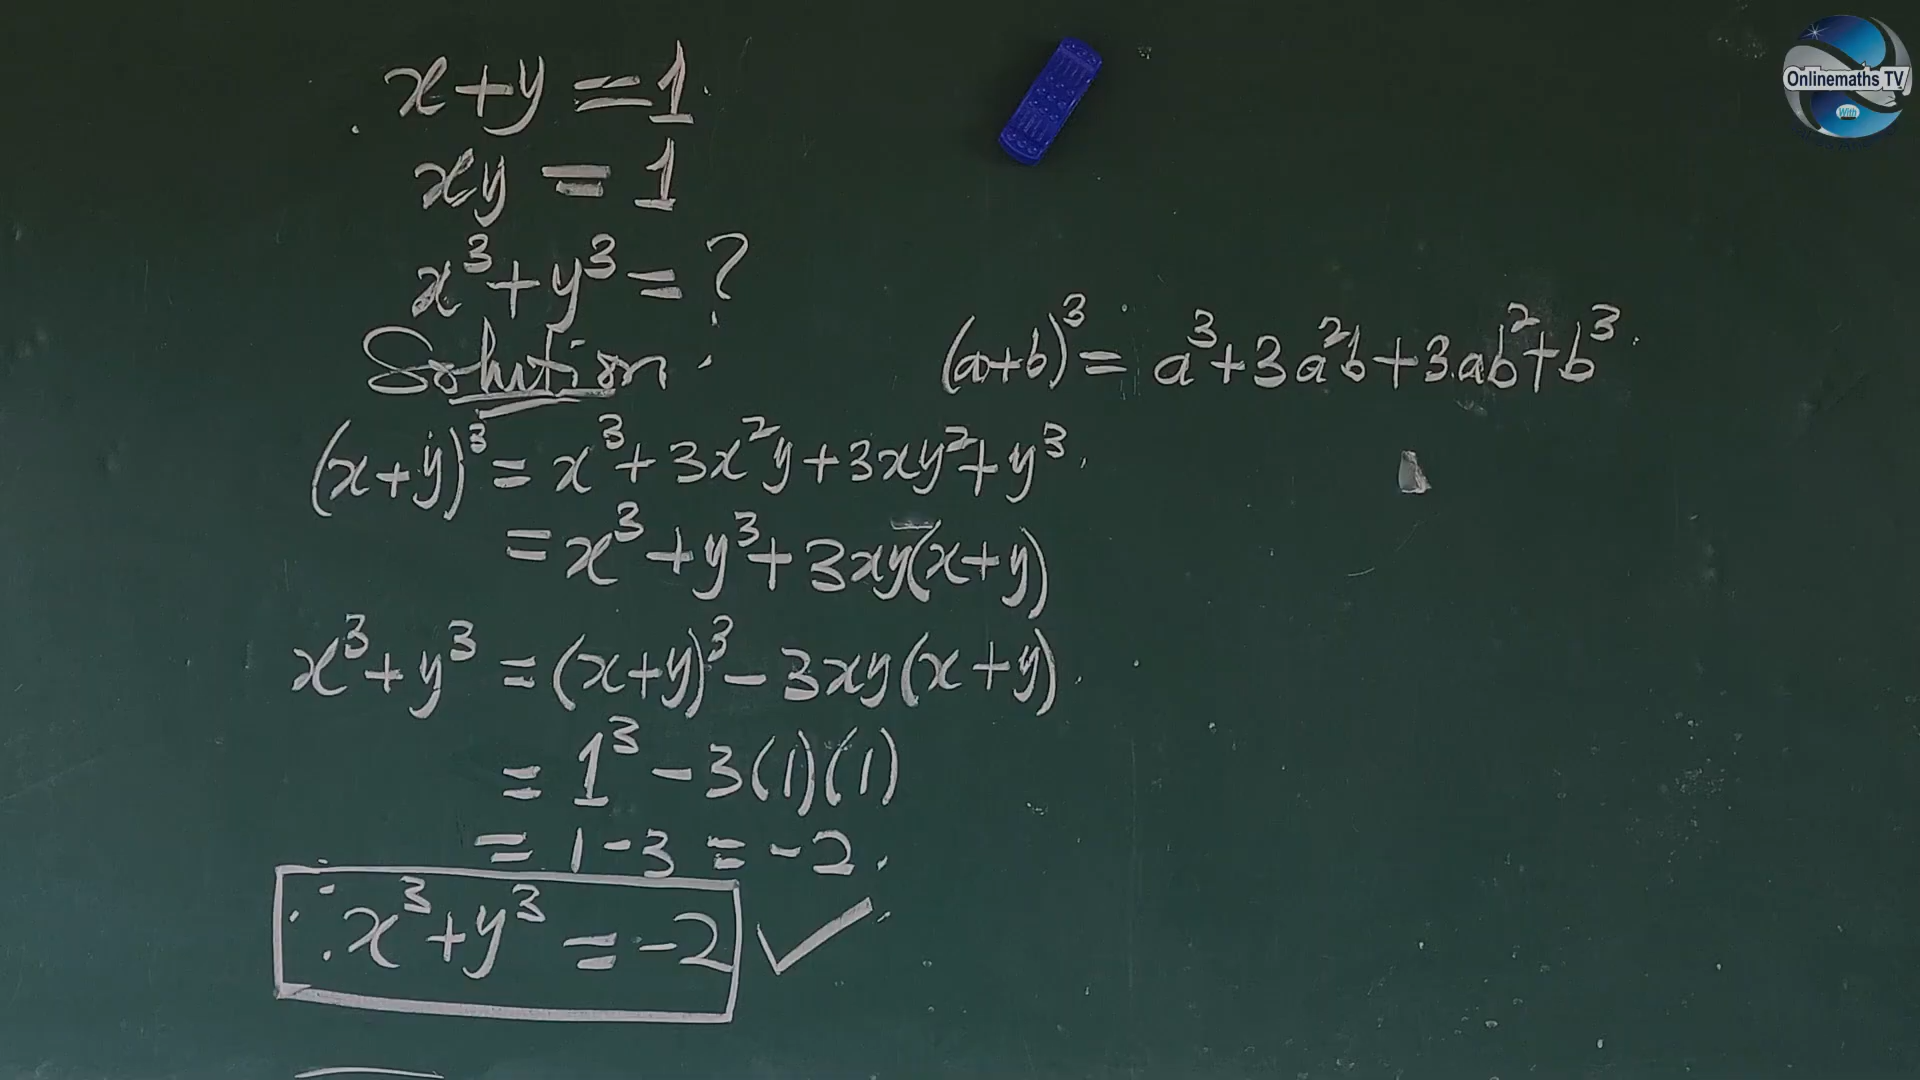 x+y=1
xy=1
x³+y³=?
Solution
(a+b)³=a³+3a²b+3ab²+b³
(x+y)³=x³+3x²y+3xy²+y³
=x³+y³+3xy(x+y)
x³+y³=(x+y)³-3xy(x+y)
=1³-3(1)(1)
=1-3=-2.
∴x³+y³=-2 ✓
Onlinemaths TV
With